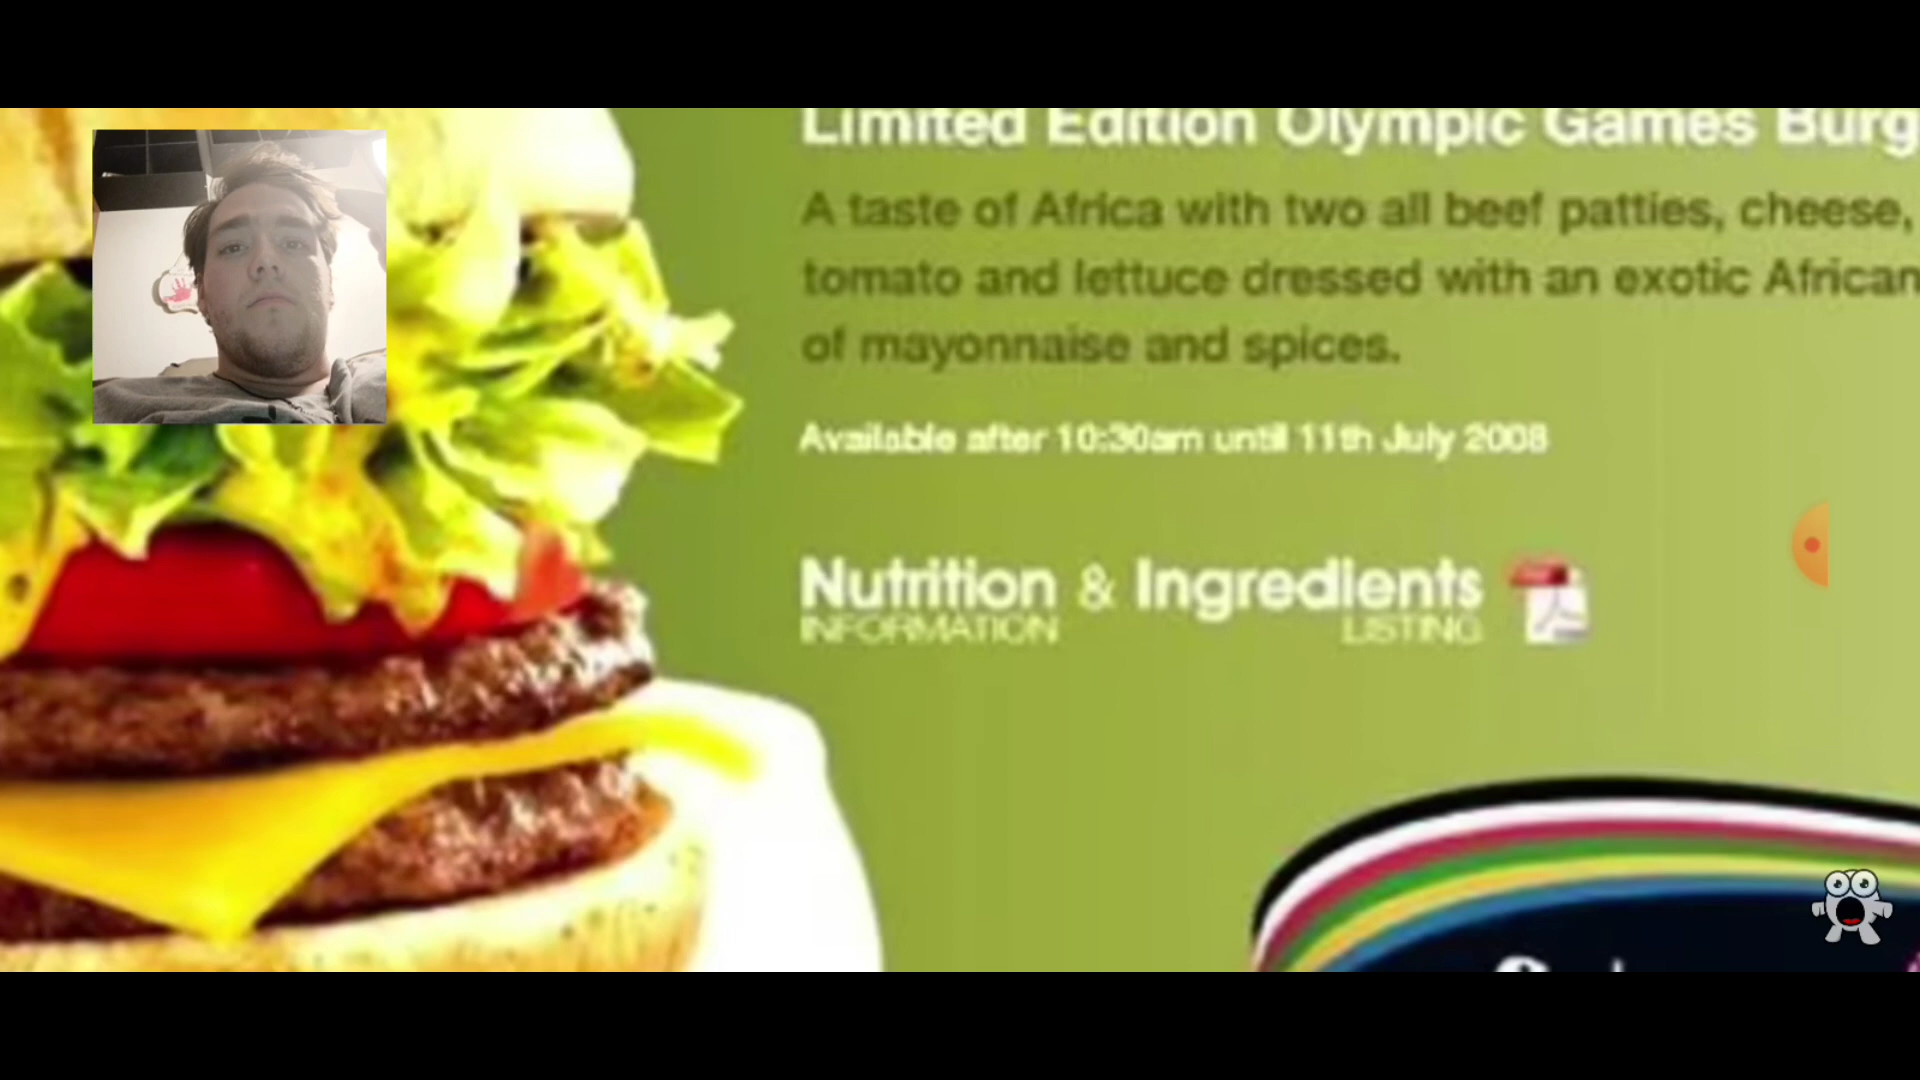 Limited Edition Olympic Games Burg
A taste of Africa with two all beef patties, cheese,
tomato and lettuce dressed with an exotic African
of mayonnaise and spices.
Available after 10:30am until 11th July 2008
Nutrition & Ingredients
INFORMATION LISTING